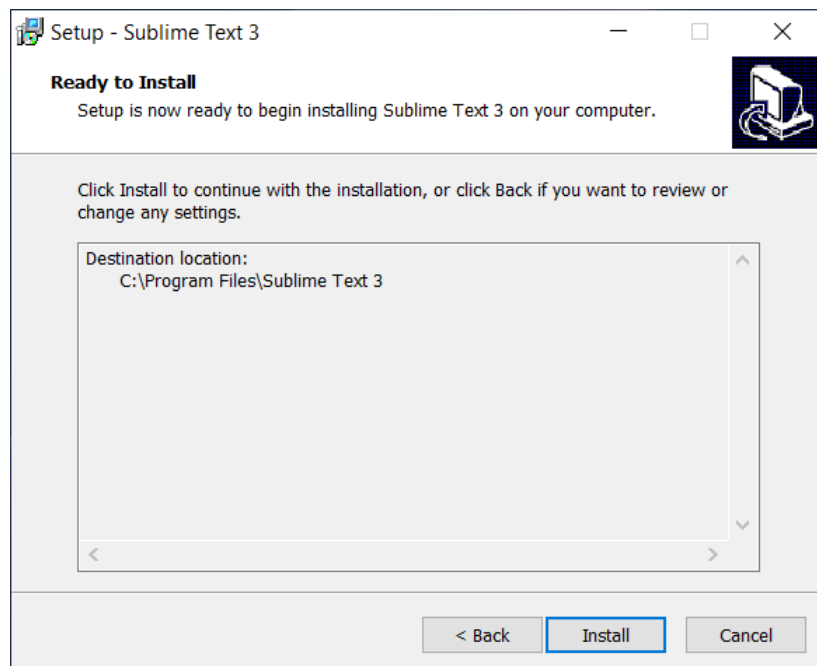 Setup - Sublime Text 3
Ready to Install
Setup is now ready to begin installing Sublime Text 3 on your computer.
Click Install to continue with the installation, or click Back if you want to review or
change any settings.
Destination location:
C:\Program Files\Sublime Text 3
< Back
Install
Cancel